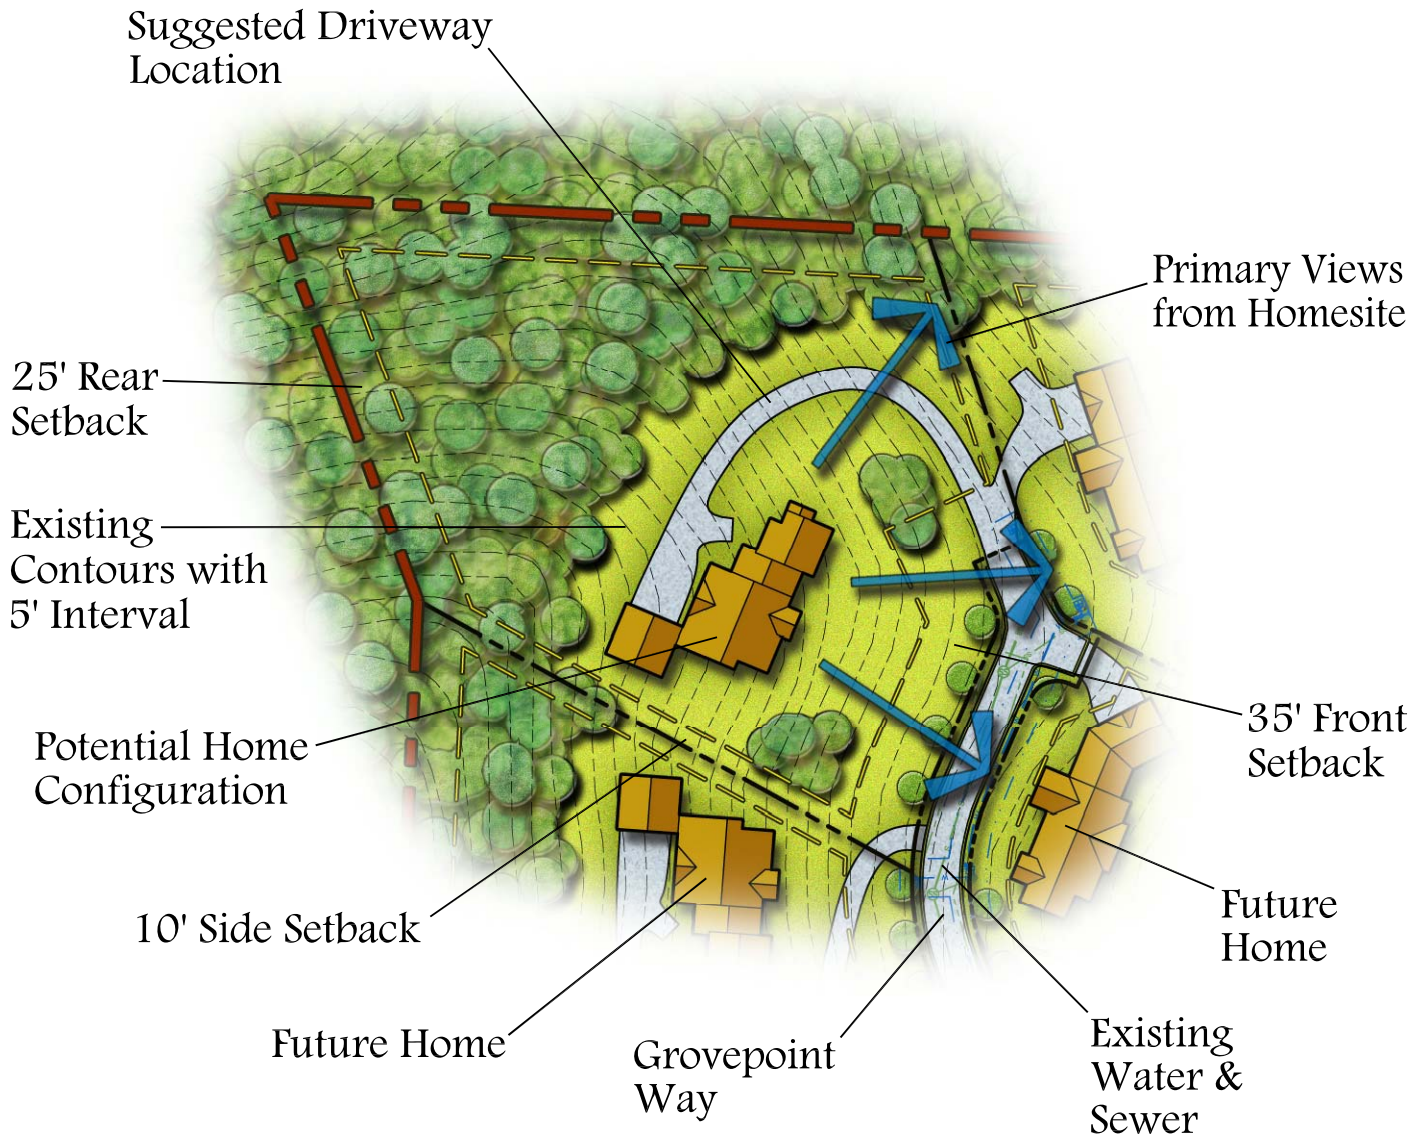 Suggested Driveway
Location
Primary Views
from Homesite
25' Rear
Setback
Existing
Contours with
5' Interval
Potential Home
Configuration
35' Front
Setback
10' Side Setback
Future
Home
Future Home
Grovepoint
Way
Existing
Water &
Sewer